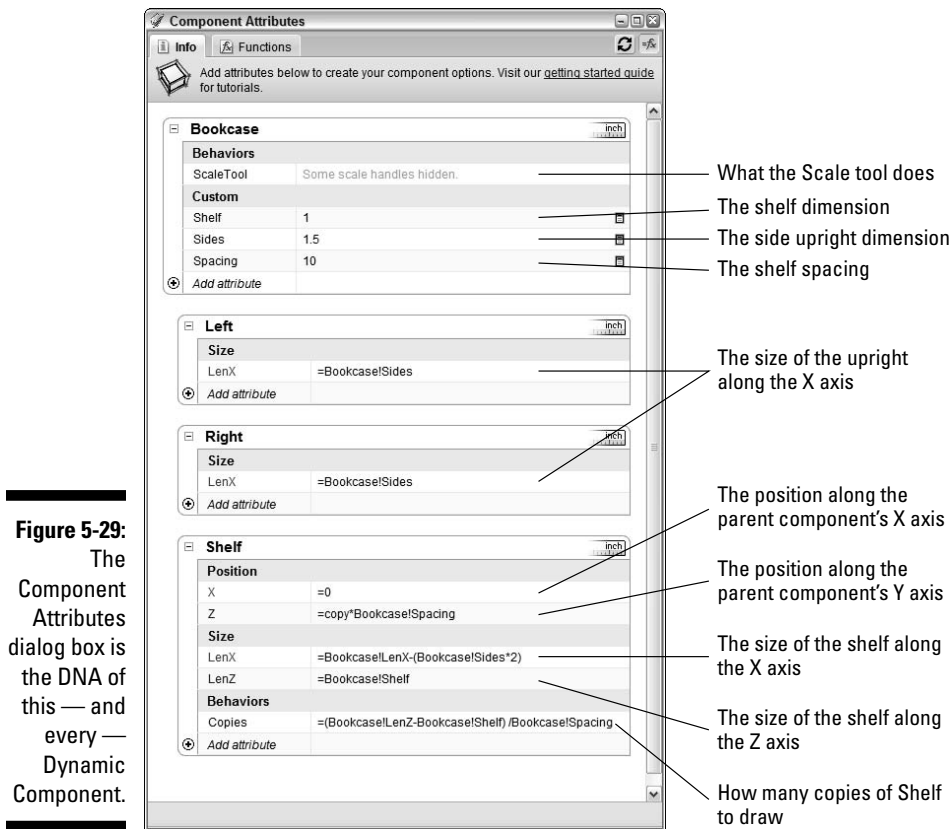 Component Attributes
Info
Functions
=fx
Add attributes below to create your component options. Visit our getting started guide
for tutorials.
Bookcase
inch
Behaviors
ScaleTool Some scale handles hidden.
Custom
Shelf 1
Sides 1.5
Spacing 10
Add attribute
Left
inch
Size
LenX =Bookcase!Sides
Add attribute
Right
inch
Size
LenX =Bookcase!Sides
Add attribute
Shelf
inch
Position
X =0
Z =copy*Bookcase!Spacing
Size
LenX =Bookcase!LenX-(Bookcase!Sides*2)
LenZ =Bookcase!Shelf
Behaviors
Copies =(Bookcase!LenZ-Bookcase!Shelf) /Bookcase!Spacing
Add attribute
What the Scale tool does
The shelf dimension
The side upright dimension
The shelf spacing
The size of the upright
along the X axis
The position along the
parent component's X axis
The position along the
parent component's Y axis
The size of the shelf along
the X axis
The size of the shelf along
the Z axis
How many copies of Shelf
to draw
Figure 5-29:
The
Component
Attributes
dialog box is
the DNA of
this — and
every —
Dynamic
Component.